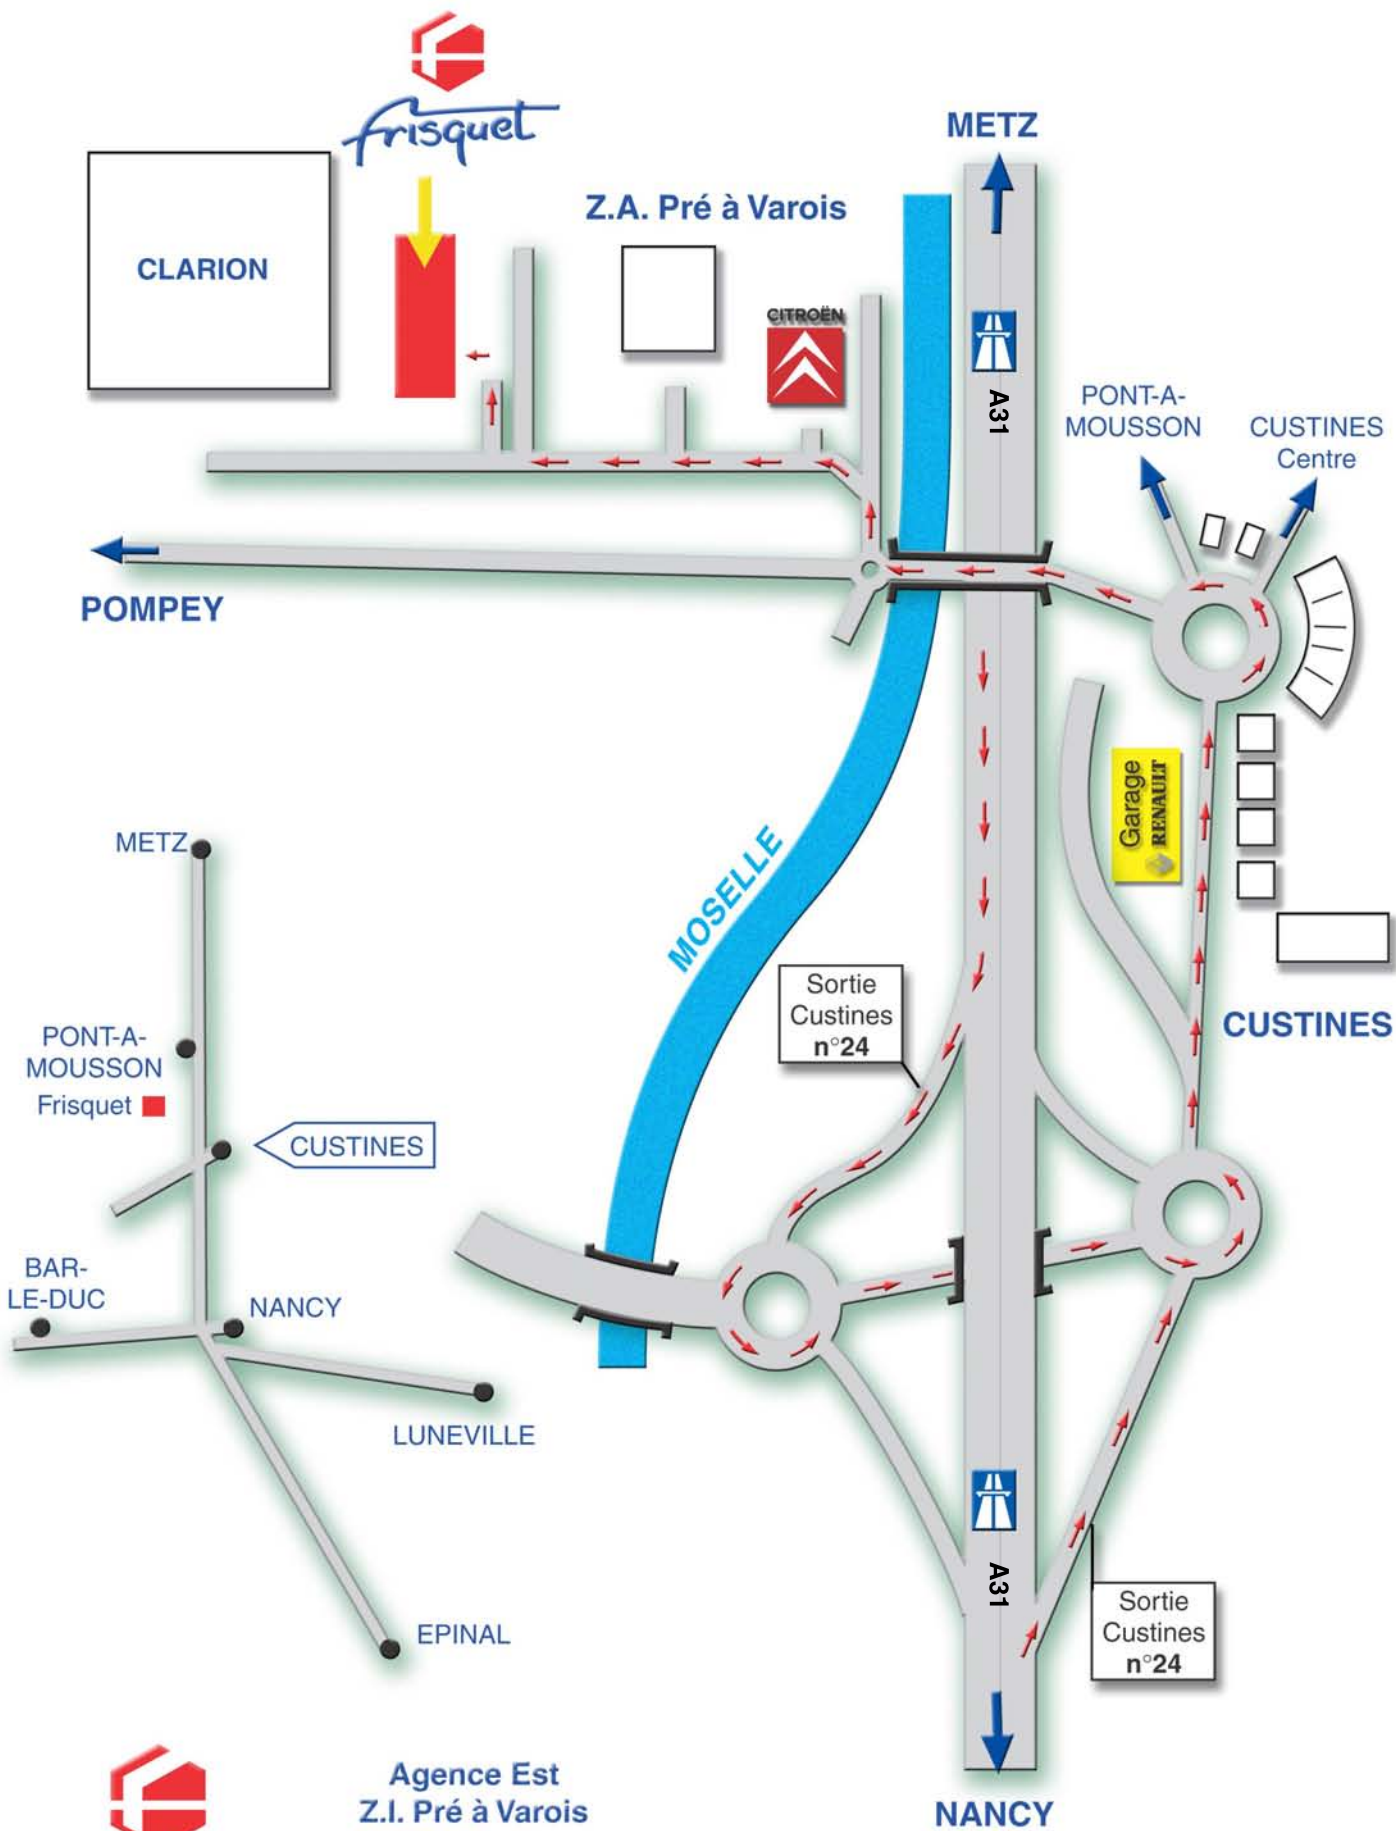 frisquet
METZ
Z.A. Pré à Varois
CLARION
CITROËN
A31
PONT-A-
MOUSSON
CUSTINES
Centre
POMPEY
Garage
RENAULT
METZ
MOSELLE
Sortie
Custines
n°24
CUSTINES
PONT-A-
MOUSSON
Frisquet
CUSTINES
BAR-
LE-DUC
NANCY
LUNEVILLE
A31
Sortie
Custines
n°24
EPINAL
Agence Est
Z.I. Pré à Varois
NANCY